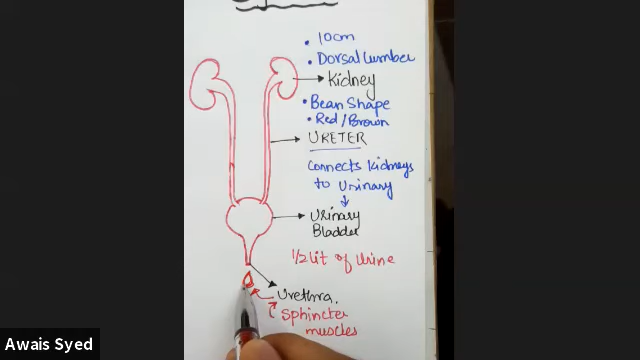 • 10cm
• Dorsal Lumber
Kidney
• Bean Shape
• Red/Brown
URETER
Connects Kidneys
to Urinary
Urinary
Bladder
1/2 lit of Urine
Urethra.
Sphincter
muscles
Awais Syed